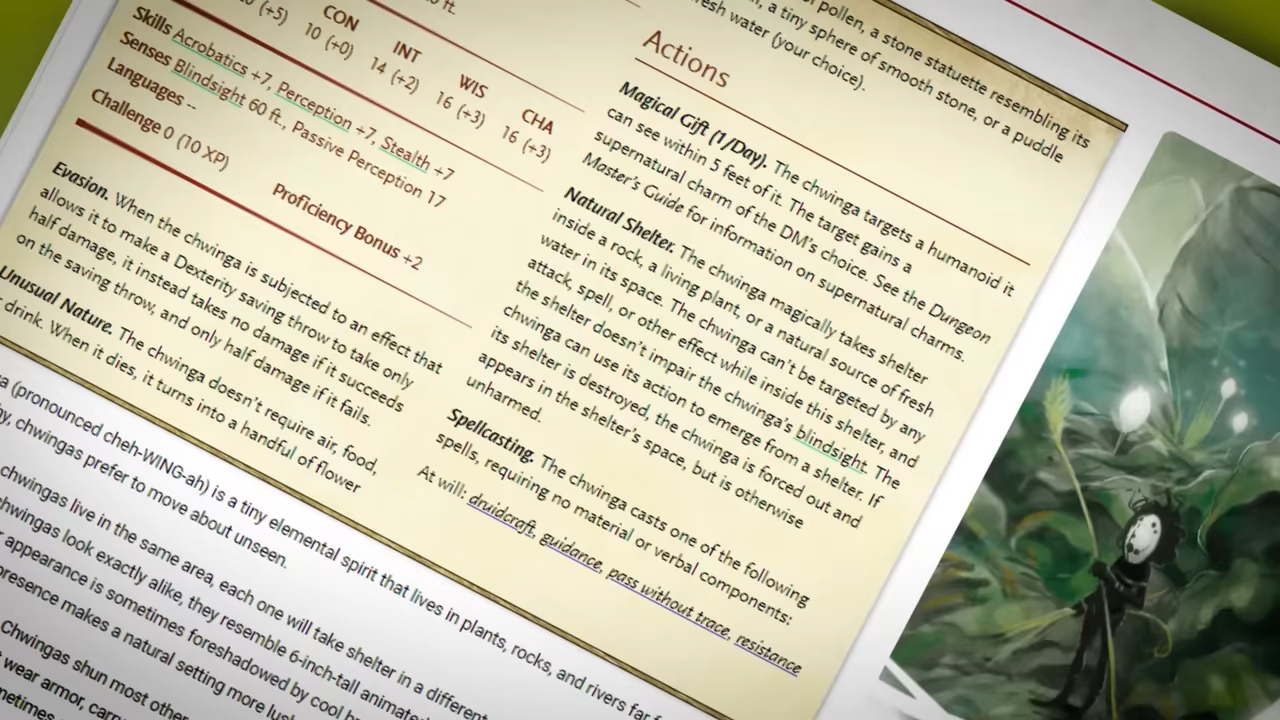 (+5)
CON
10 (+0)
INT
14 (+2)
WIS
16 (+3)
CHA
16 (+3)
Skills Acrobatics +7, Perception +7, Stealth +7
Senses Blindsight 60 ft., Passive Perception 17
Languages --
Challenge 0 (10 XP)
Proficiency Bonus +2
Evasion. When the chwinga is subjected to an effect that
allows it to make a Dexterity saving throw to take only
half damage, it instead takes no damage if it succeeds
on the saving throw, and only half damage if it fails.
Unusual Nature. The chwinga doesn't require air, food,
drink. When it dies, it turns into a handful of flower
pollen, a stone statuette resembling its
a tiny sphere of smooth stone, or a puddle
fresh water (your choice).
Actions
Magical Gift (1/Day). The chwinga targets a humanoid it
can see within 5 feet of it. The target gains a
supernatural charm of the DM's choice. See the Dungeon
Master's Guide for information on supernatural charms.
Natural Shelter. The chwinga magically takes shelter
inside a rock, a living plant, or a natural source of fresh
water in its space. The chwinga can't be targeted by any
attack, spell, or other effect while inside this shelter, and
the shelter doesn't impair the chwinga's blindsight. The
chwinga can use its action to emerge from a shelter. If
its shelter is destroyed, the chwinga is forced out and
appears in the shelter's space, but is otherwise
unharmed.
Spellcasting. The chwinga casts one of the following
spells, requiring no material or verbal components:
At will: druidcraft, guidance, pass without trace, resistance
(pronounced cheh-WING-ah) is a tiny elemental spirit that lives in plants, rocks, and rivers far
chwingas prefer to move about unseen.
chwingas live in the same area, each one will take shelter in a different
chwingas look exactly alike, they resemble 6-inch-tall
appearance is sometimes foreshadowed by cool
presence makes a natural setting more
Chwingas shun most other
wear armor,